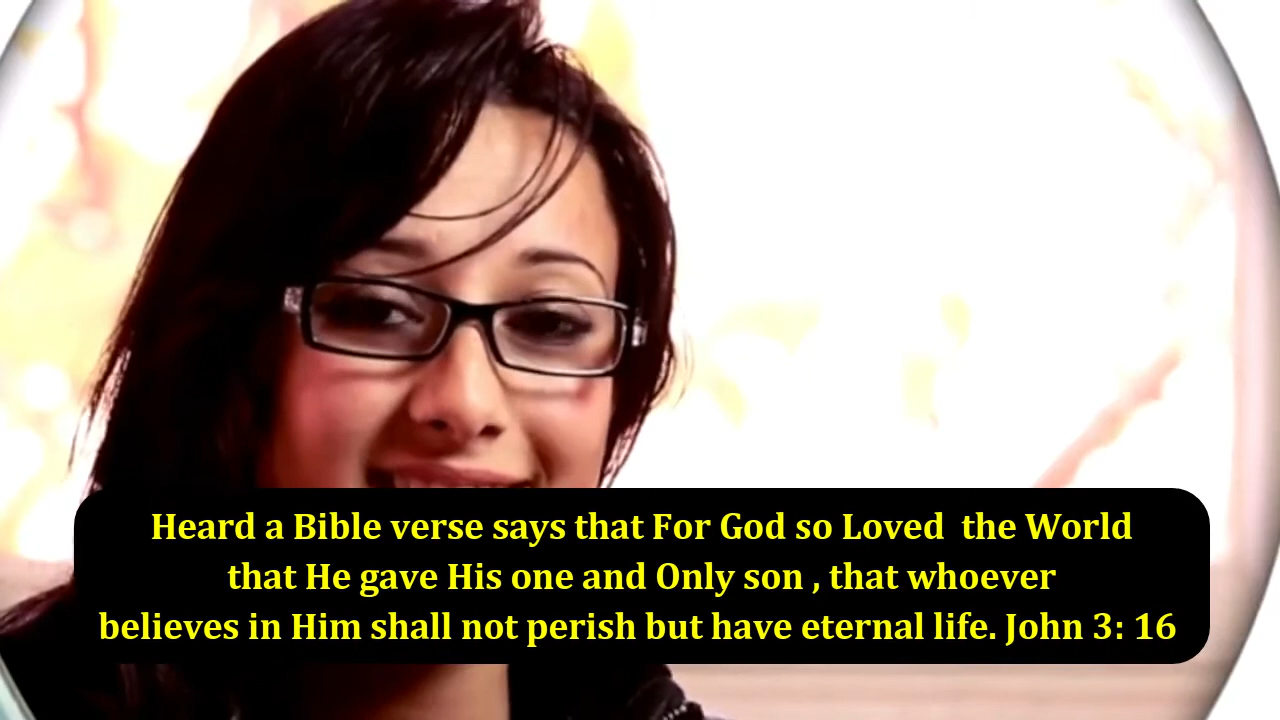 Heard a Bible verse says that For God so Loved  the World
that He gave His one and Only son , that whoever
believes in Him shall not perish but have eternal life. John 3: 16